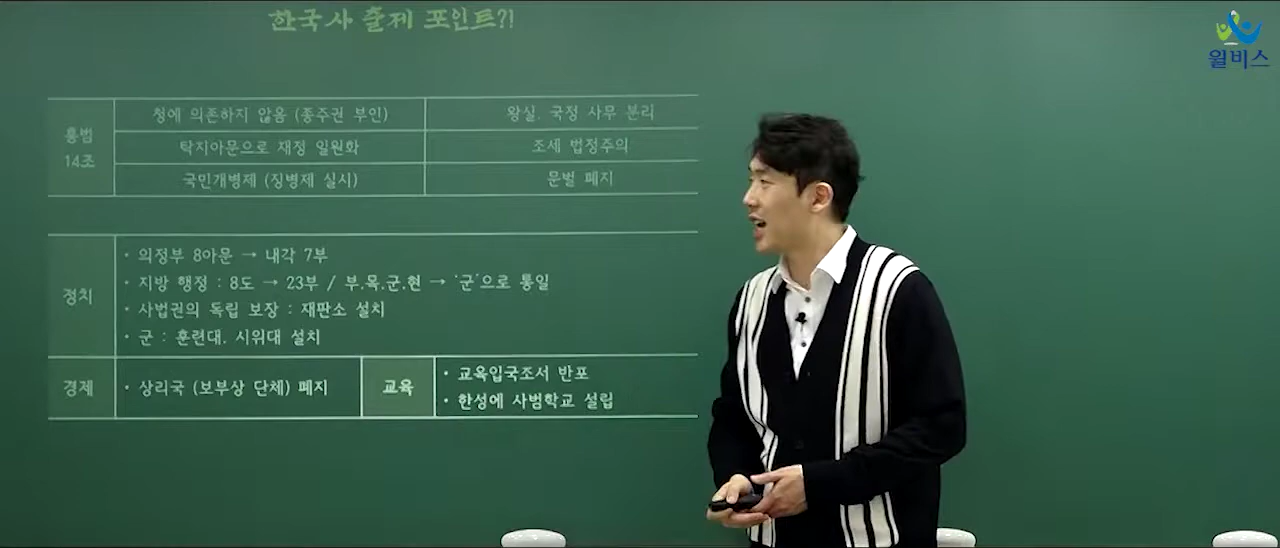 한국사 출제 포인트?!
윌비스
홍범
14조
청에 의존하지 않음 (종주권 부인)
왕실, 국정 사무 분리
탁지아문으로 재정 일원화
조세 법정주의
국민개병제 (징병제 실시)
문벌 폐지
정치
• 의정부 8아문 → 내각 7부
• 지방 행정 : 8도 → 23부 / 부.목.군.현 → '군'으로 통일
• 사법권의 독립 보장 : 재판소 설치
• 군 : 훈련대, 시위대 설치
경제
• 상리국 (보부상 단체) 폐지
교육
• 교육입국조서 반포
• 한성에 사범학교 설립